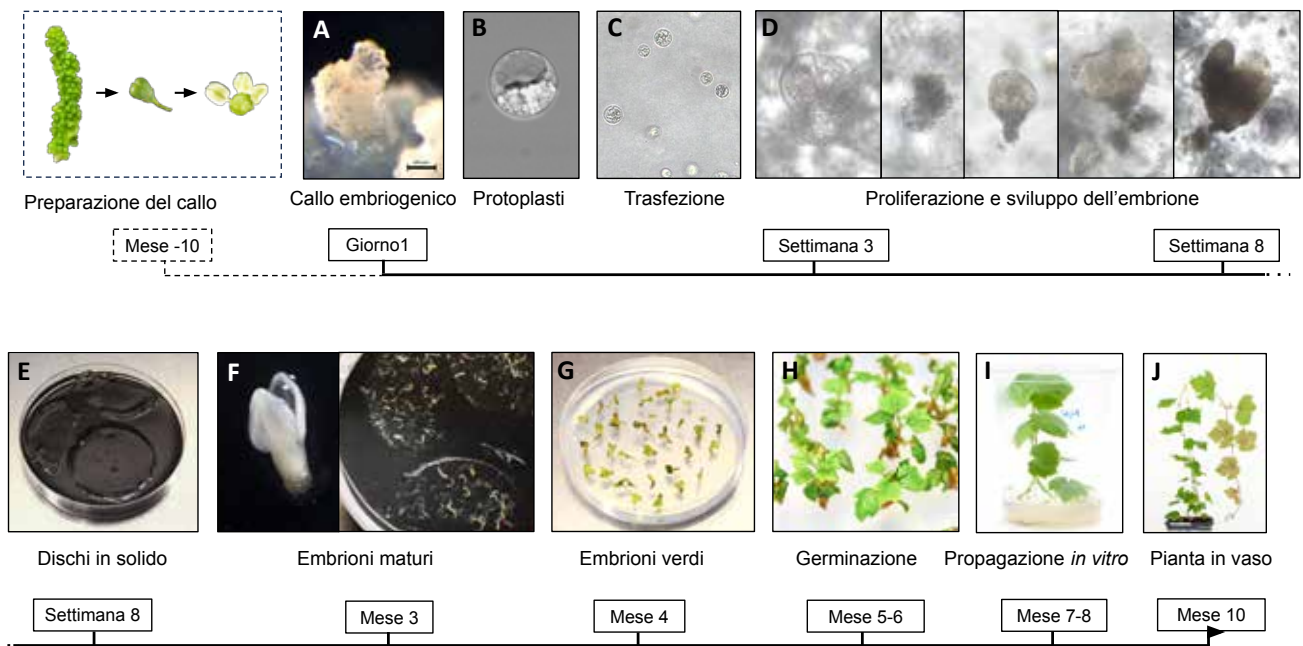 A
B
C
D
Preparazione del callo
Callo embriogenico
Protoplasti
Trasfezione
Proliferazione e sviluppo dell'embrione
Mese -10
Giorno1
Settimana 3
Settimana 8
E
F
G
H
I
J
Dischi in solido
Embrioni maturi
Embrioni verdi
Germinazione
Propagazione in vitro
Pianta in vaso
Settimana 8
Mese 3
Mese 4
Mese 5-6
Mese 7-8
Mese 10